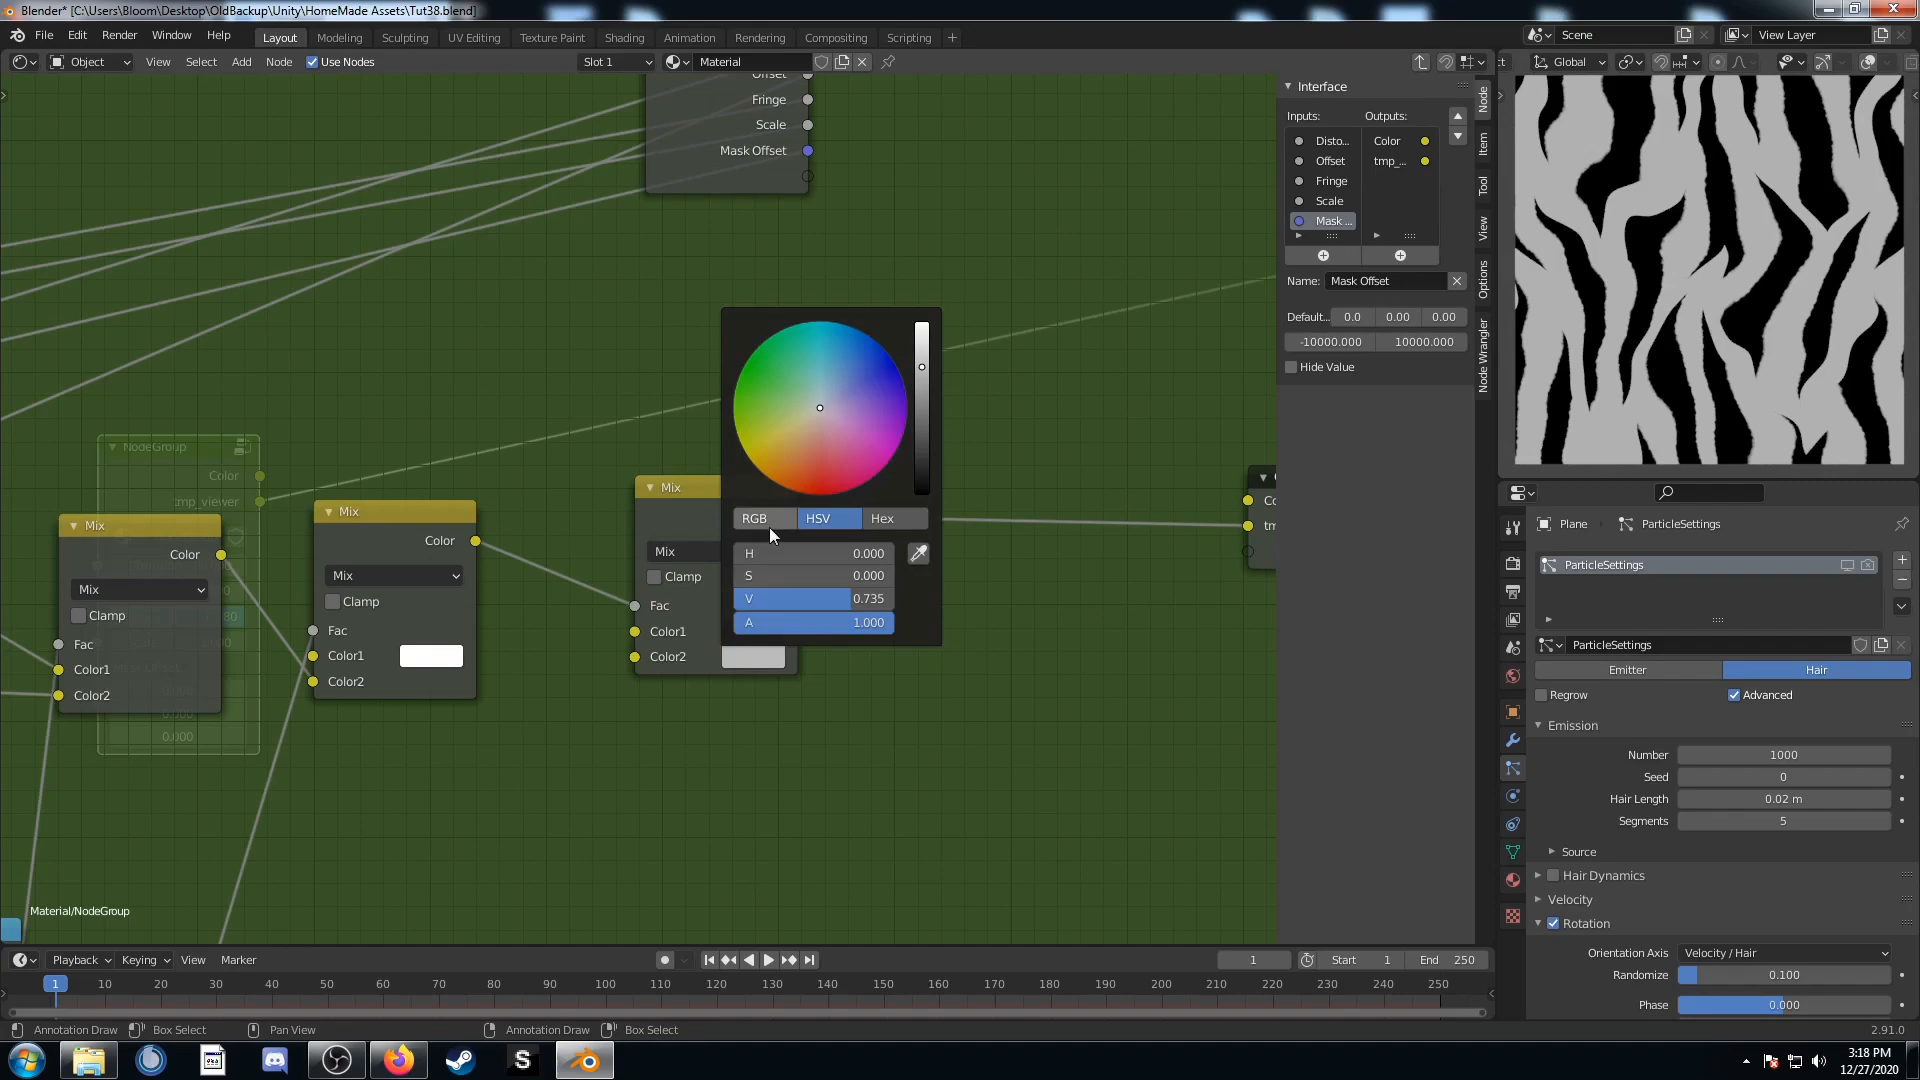 Blender* [C:\Users\Bloom\Desktop\OldBackup\Unity\HomeMade Assets\Tut38.blend]
File Edit Render Window Help
Layout Modeling Sculpting UV Editing Texture Paint Shading Animation Rendering Compositing Scripting
Scene View Layer
Object View Select Add Node Use Nodes Slot 1 Material
Global
Offset
Fringe
Scale
Mask Offset
Interface
Inputs: Outputs:
Disto... Color
Offset tmp_...
Fringe
Scale
Mask ...
Name: Mask Offset
Default... 0.0 0.00 0.00
-10000.000 10000.000
Hide Value
Node
Item
Tool
View
Options
Node Wrangler
NodeGroup
Color
tmp_viewer
Mix
Color
Mix
Clamp
Fac
Color1
Color2
0.000
0.000
Mix
Color
Mix
Clamp
Fac
Color1
Color2
Mix
Mix
Clamp
Fac
Color1
Color2
RGB HSV Hex
H 0.000
S 0.000
V 0.735
A 1.000
Material/NodeGroup
Plane ParticleSettings
ParticleSettings
ParticleSettings
Emitter Hair
Regrow Advanced
Emission
Number 1000
Seed 0
Hair Length 0.02 m
Segments 5
Source
Hair Dynamics
Velocity
Rotation
Orientation Axis Velocity / Hair
Randomize 0.100
Phase 0.000
Playback Keying View Marker 1 Start 1 End 250
1 10 20 30 40 50 60 70 80 90 100 110 120 130 140 150 160 170 180 190 200 210 220 230 240 250
Annotation Draw Box Select Pan View Annotation Draw Box Select 2.91.0
3:18 PM
12/27/2020